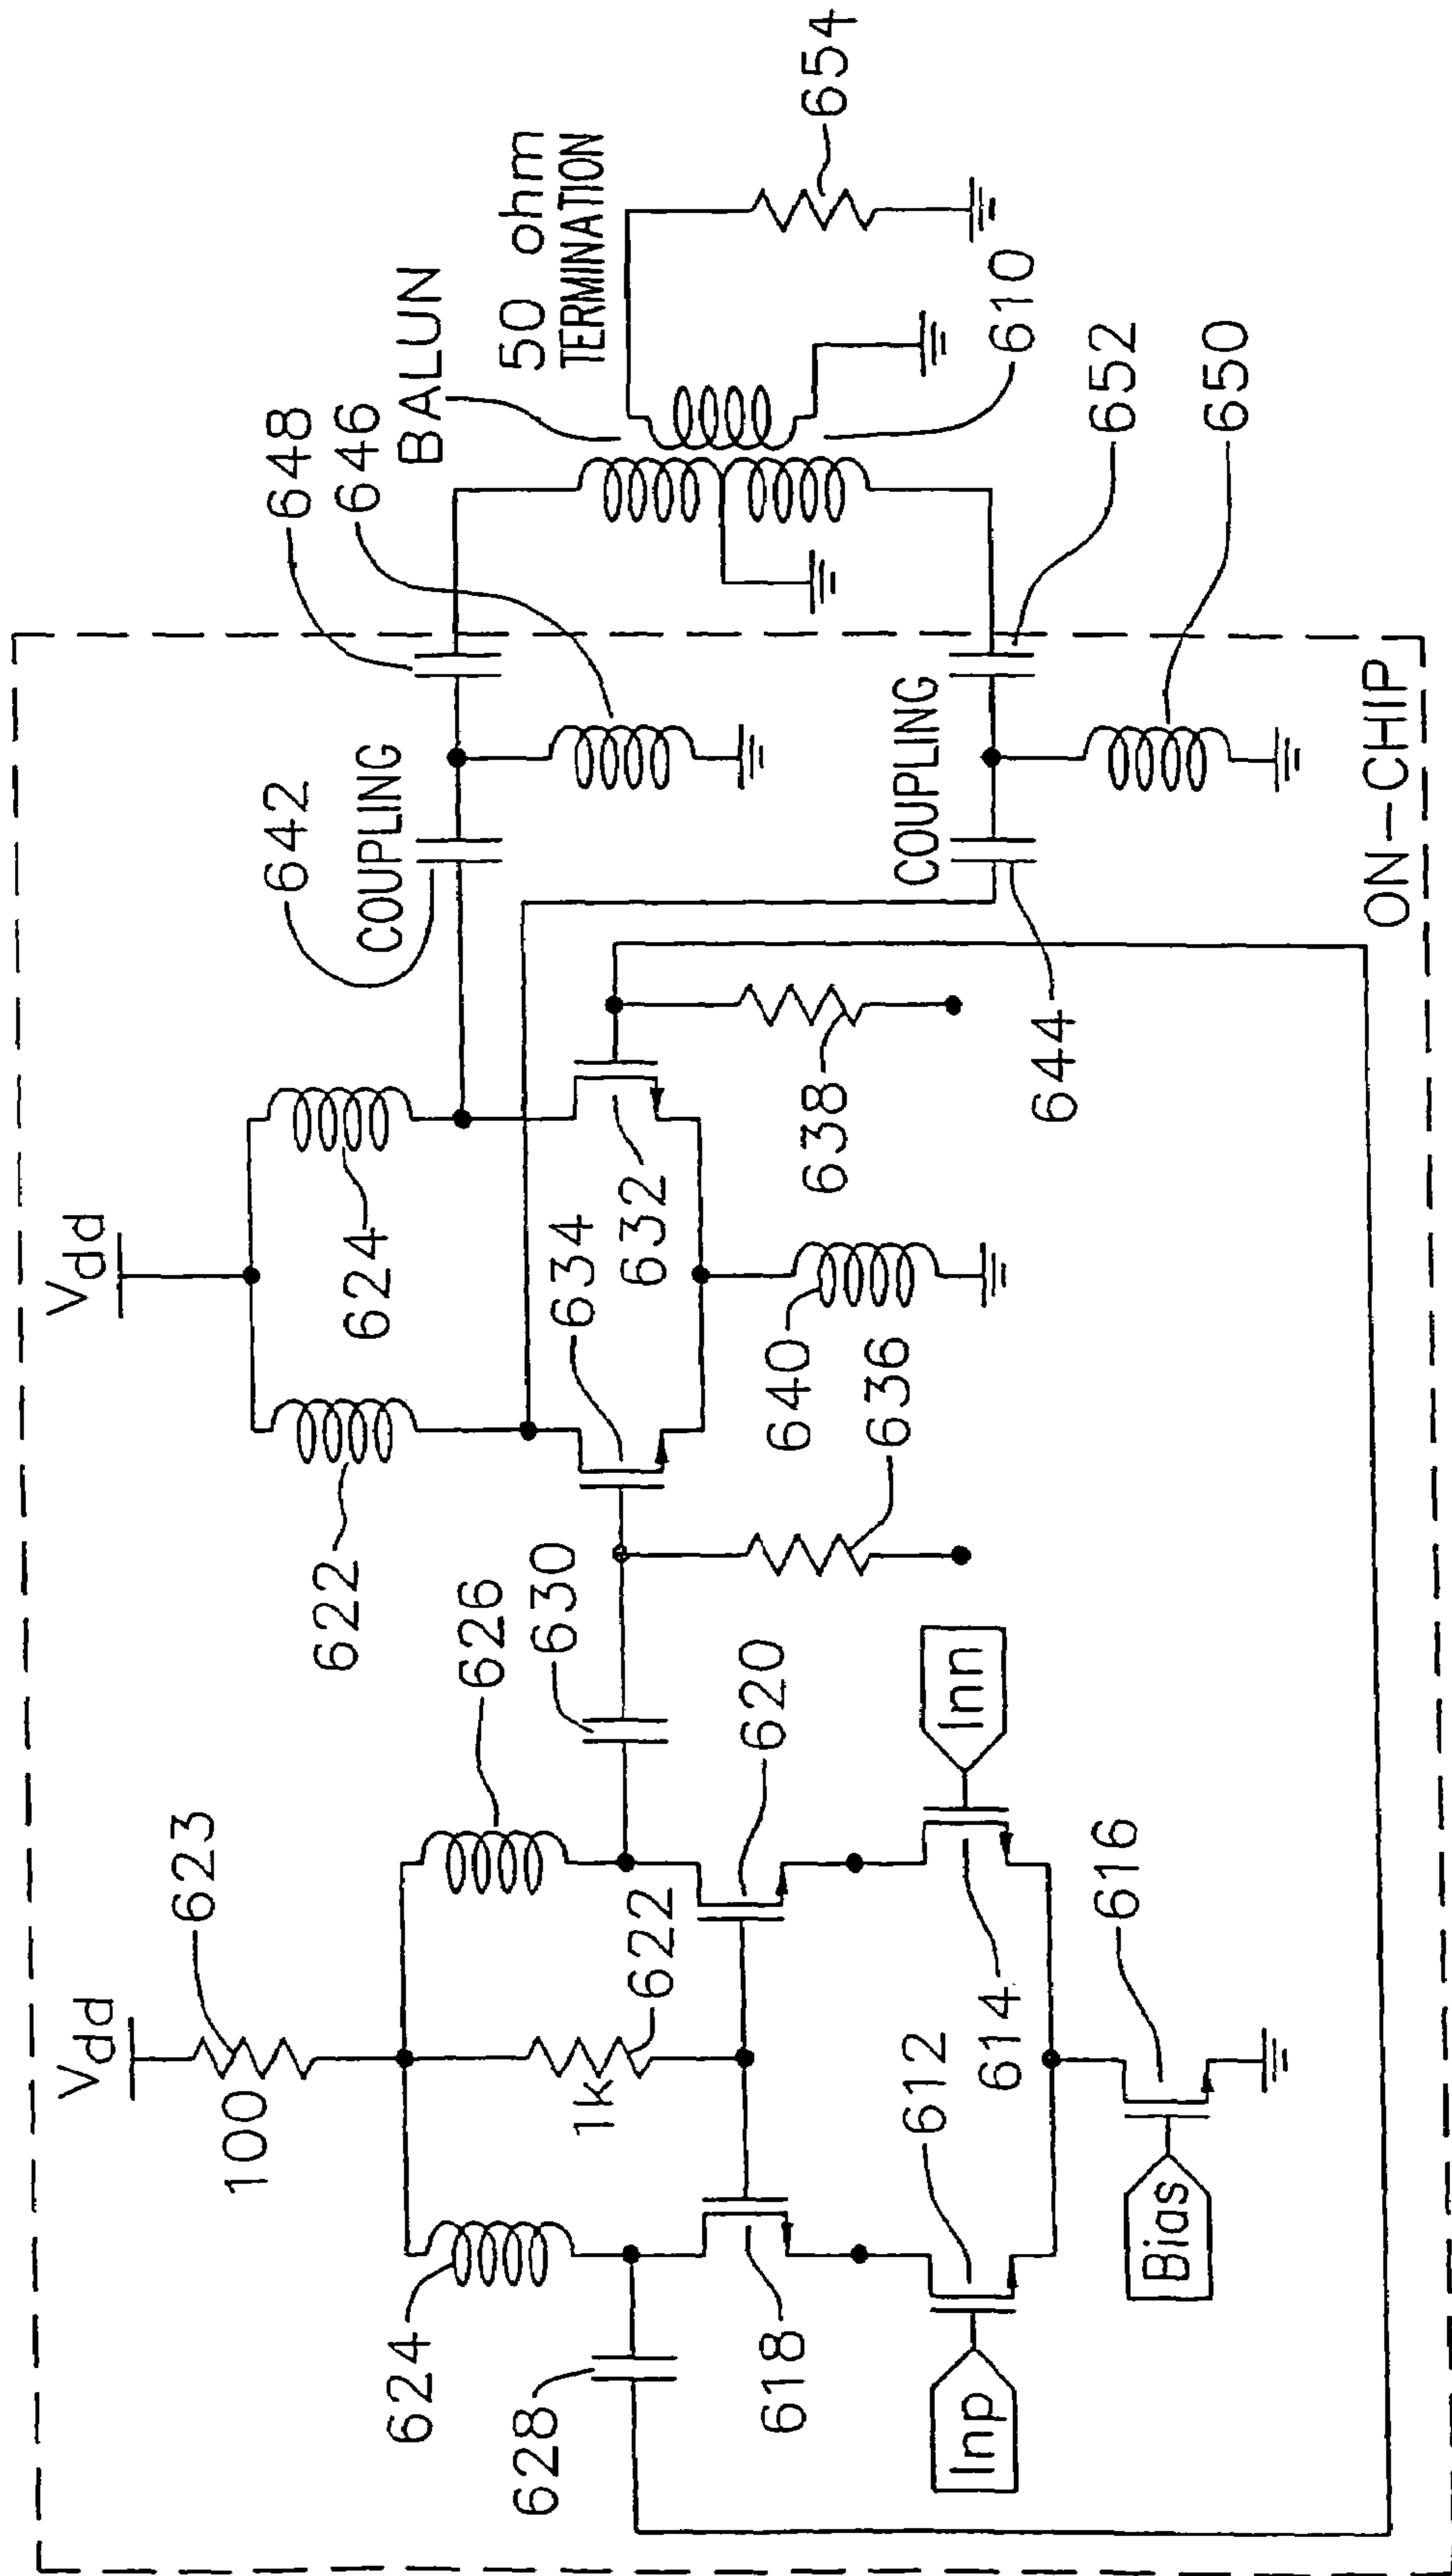 Vdd
623
100
624
626
1k
622
628
618
620
630
Inp
612
614
Inn
Bias
616
Vdd
622
624
634
632
640
636
638
642
COUPLING
648
646
BALUN
50 ohm
TERMINATION
654
610
COUPLING
644
652
650
ON-CHIP